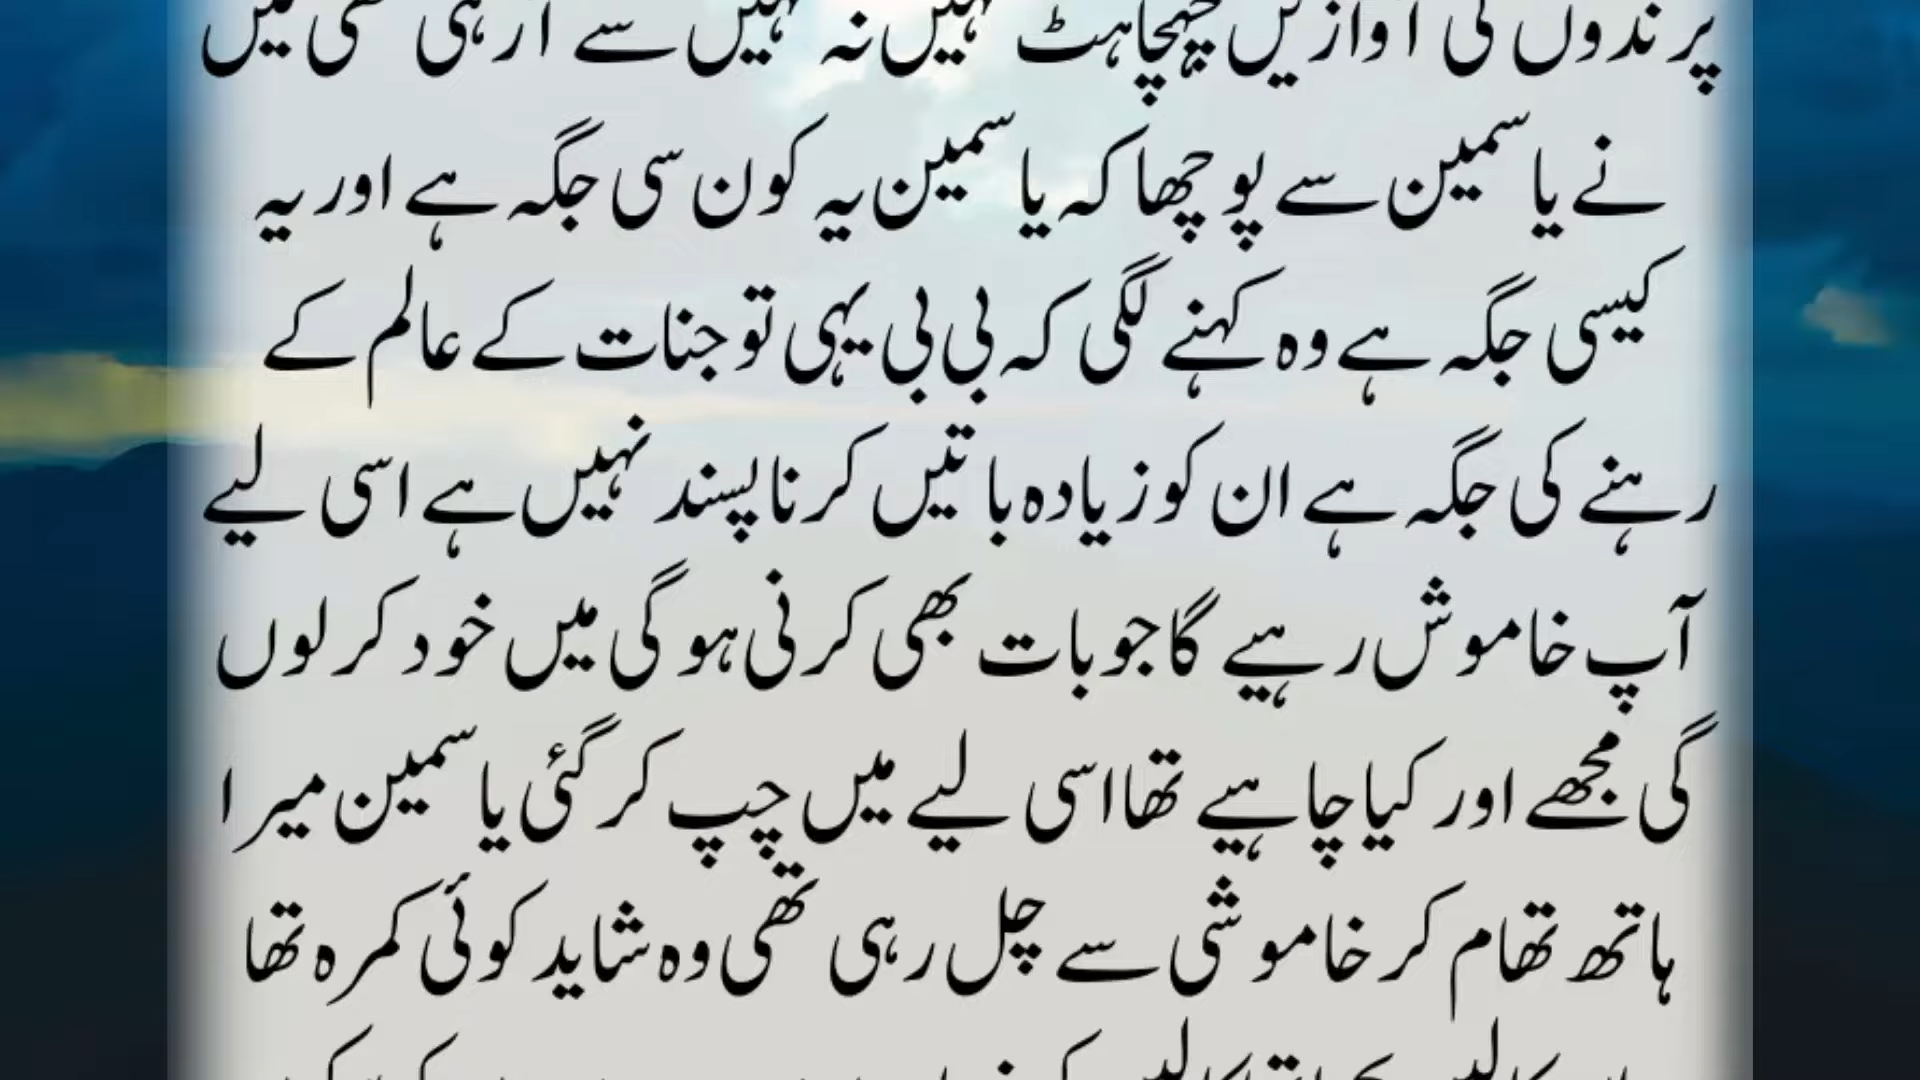 پرندوں کی آوازیں چہچاہٹ کہیں نہ کہیں سے آرہی تھی میں
نے یاسمین سے پوچھا کہ یاسمین یہ کون سی جگہ ہے اور یہ
کیسی جگہ ہے وہ کہنے لگی کہ بی بی یہی تو جنات کے عالم کے
رہنے کی جگہ ہے ان کو زیادہ باتیں کرنا پسند نہیں ہے اسی لیے
آپ خاموش رہیے گا جو بات بھی کرنی ہو گی میں خود کر لوں
گی مجھے اور کیا چاہیے تھا اسی لیے میں چپ کر گئی یاسمین میرا
ہاتھ تھام کر خاموشی سے چل رہی تھی وہ شاید کوئی کمرہ تھا